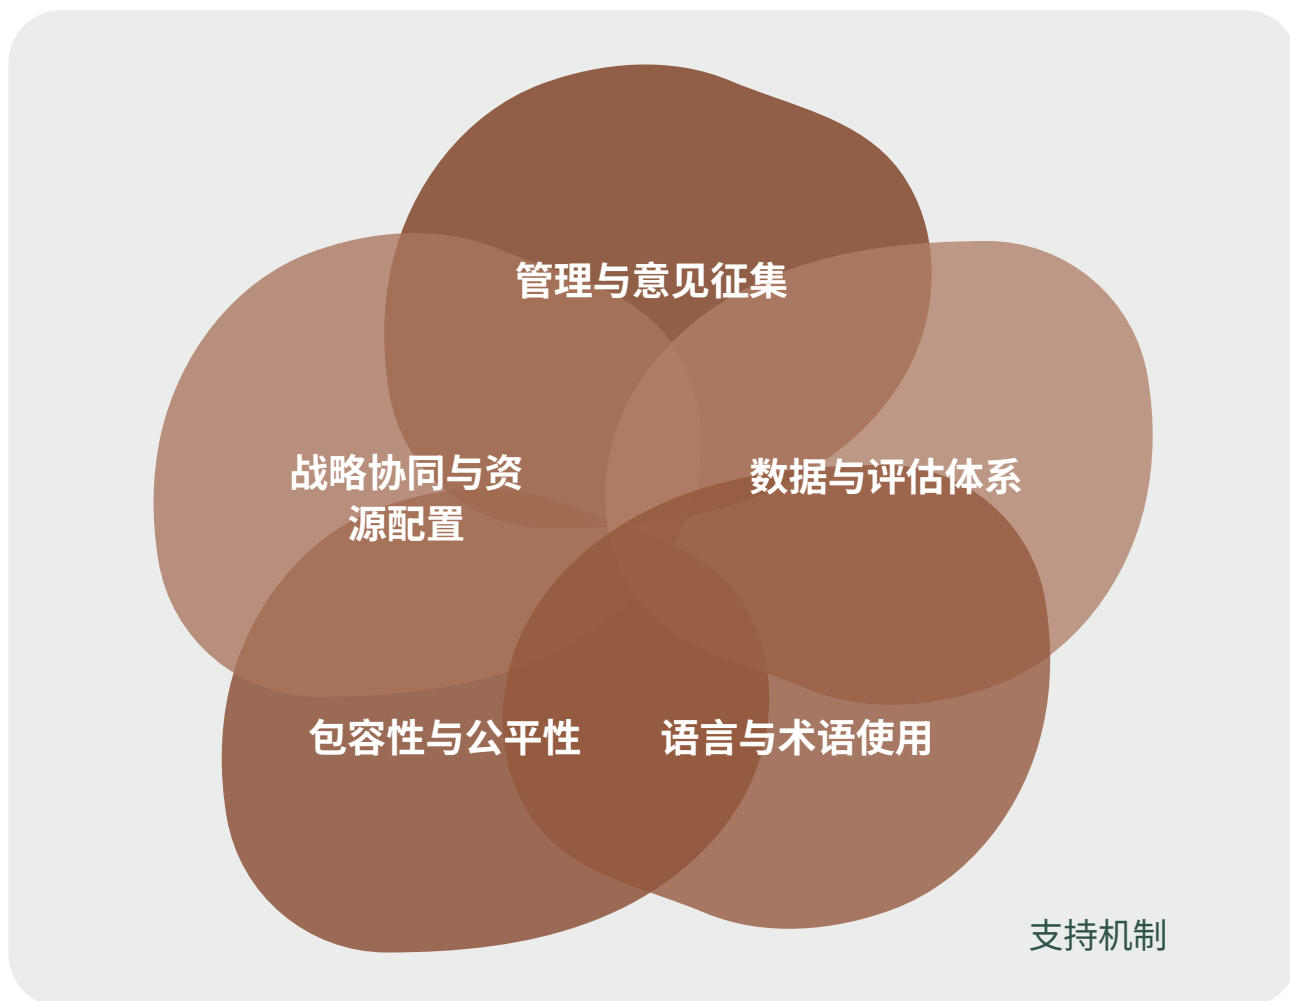 管理与意见征集
战略协同与资
源配置
数据与评估体系
包容性与公平性
语言与术语使用
支持机制